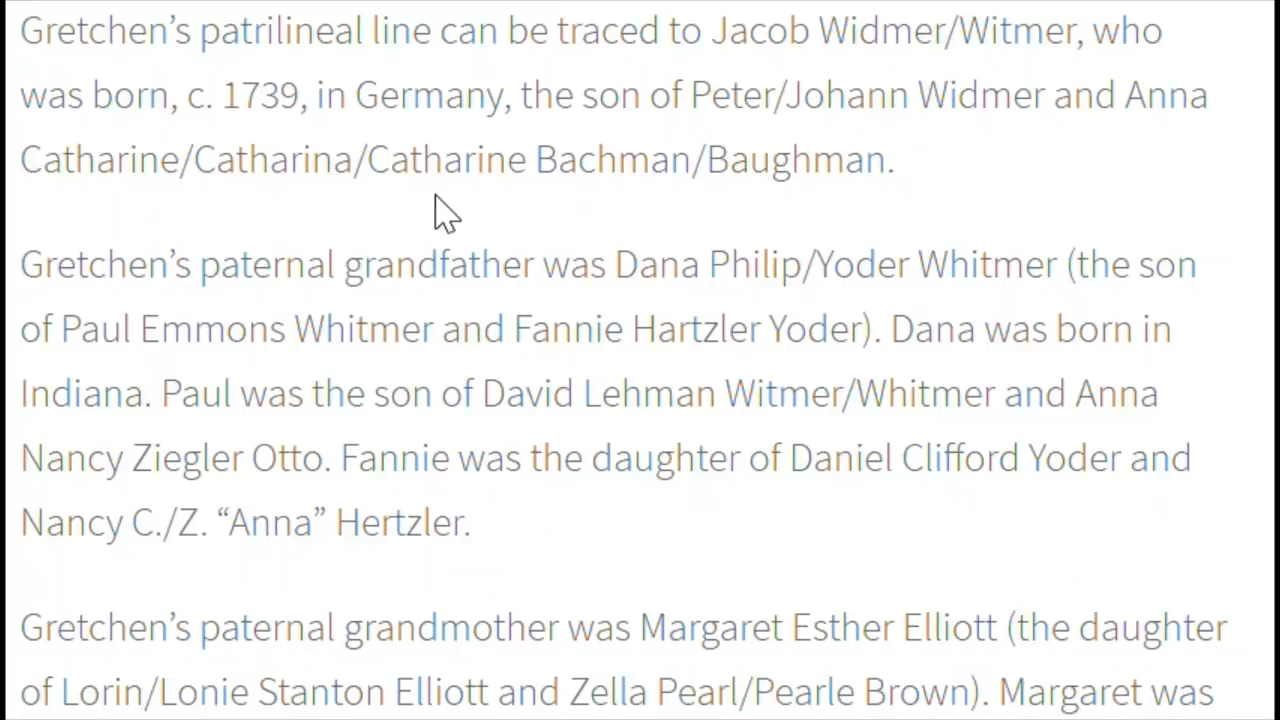 Gretchen’s patrilineal line can be traced to Jacob Widmer/Witmer, who
was born, c. 1739, in Germany, the son of Peter/Johann Widmer and Anna
Catharine/Catharina/Catharine Bachman/Baughman.
Gretchen’s paternal grandfather was Dana Philip/Yoder Whitmer (the son
of Paul Emmons Whitmer and Fannie Hartzler Yoder). Dana was born in
Indiana. Paul was the son of David Lehman Witmer/Whitmer and Anna
Nancy Ziegler Otto. Fannie was the daughter of Daniel Clifford Yoder and
Nancy C./Z. “Anna” Hertzler.
Gretchen’s paternal grandmother was Margaret Esther Elliott (the daughter
of Lorin/Lonie Stanton Elliott and Zella Pearl/Pearle Brown). Margaret was